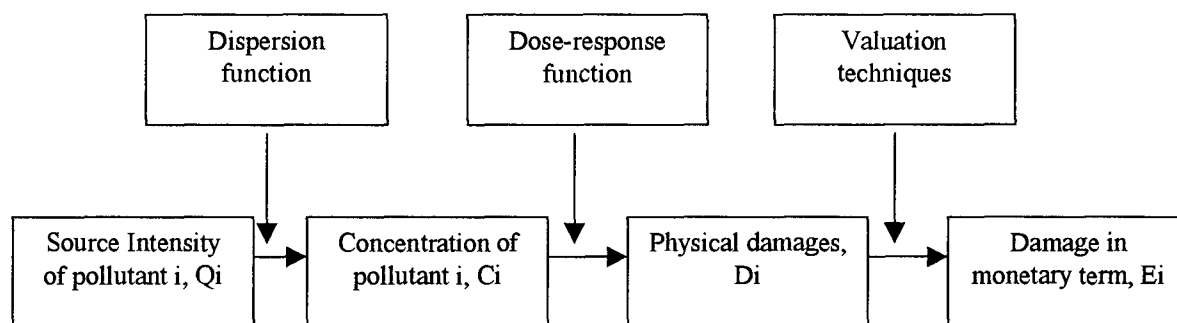 Dispersion
function
Dose-response
function
Valuation
techniques
Source Intensity
of pollutant i, Qi
Concentration of
pollutant i, Ci
Physical damages,
Di
Damage in
monetary term, Ei